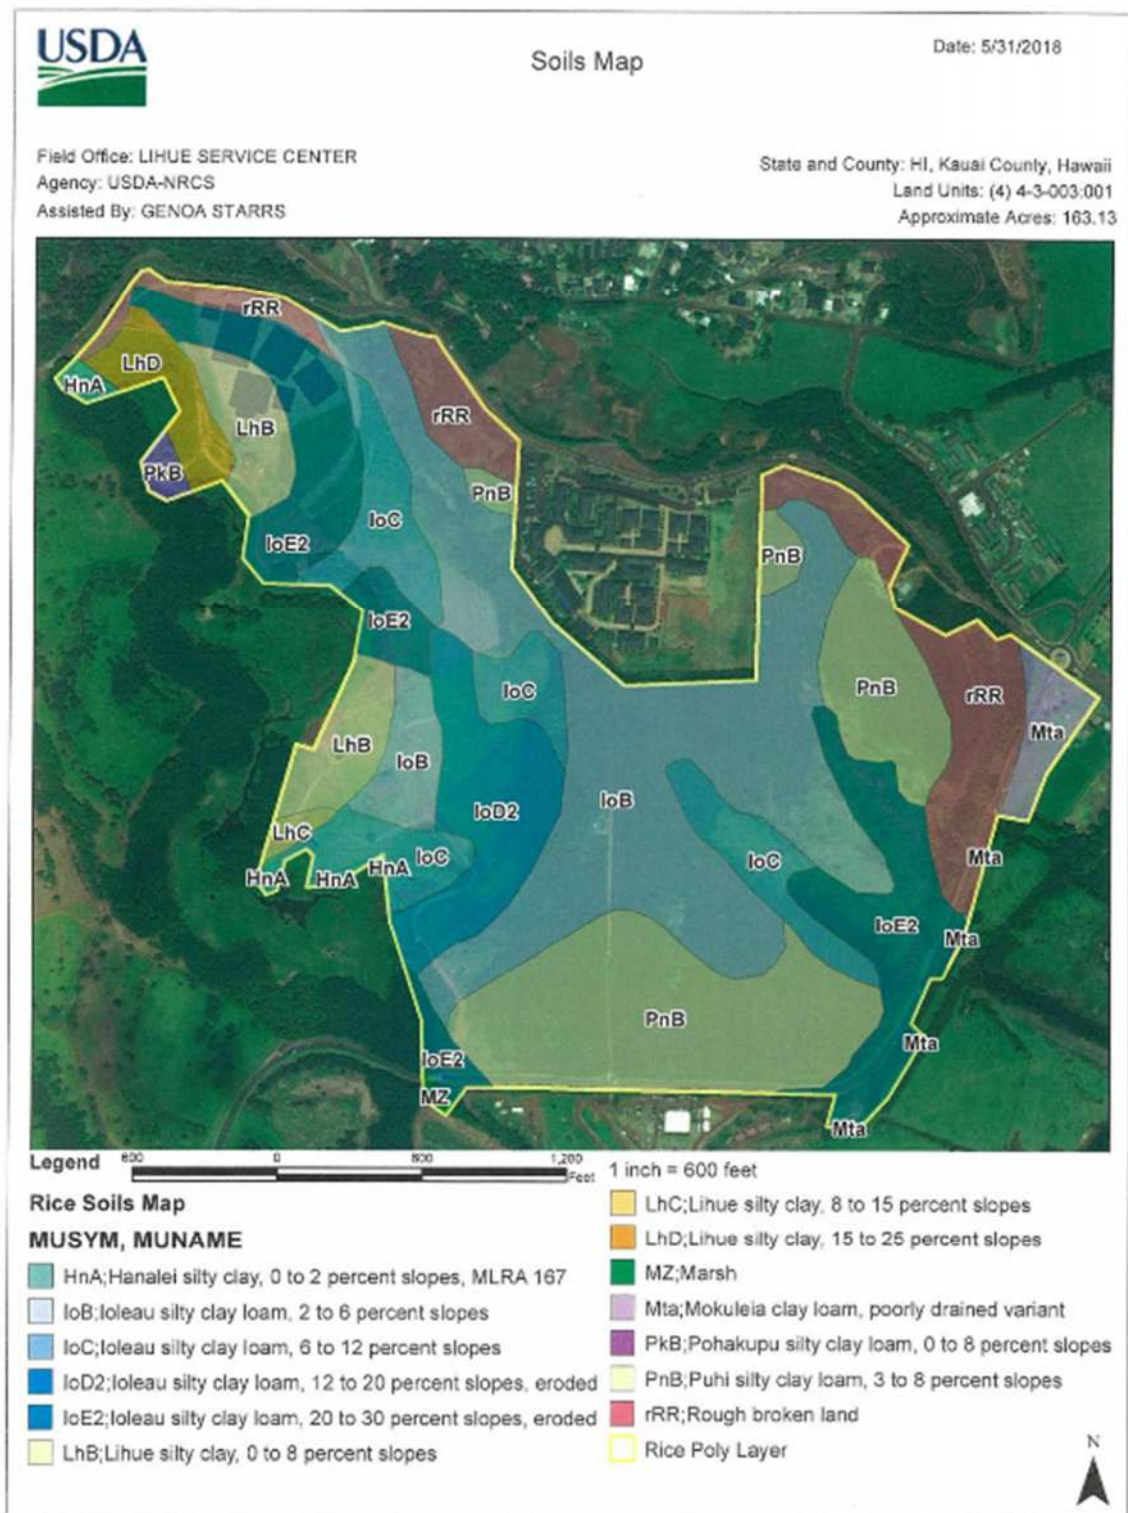 USDA
Soils Map
Date: 5/31/2018
Field Office: LIHUE SERVICE CENTER
Agency: USDA-NRCS
Assisted By: GENOA STARRS
State and County: HI, Kauai County, Hawaii
Land Units: (4) 4-3-003:001
Approximate Acres: 163.13
rRR
LhD
HnA
LhB
rRR
PkB
PnB
IoC
IoE2
PnB
IoE2
IoC
PnB
rRR
Mta
LhB
IoB
IoD2
IoB
LhC
IoC
IoC
Mta
HnA
HnA
HnA
IoE2
Mta
PnB
Mta
IoE2
MZ
Mta
Legend
600 0 600 1,200
Feet
1 inch = 600 feet
Rice Soils Map
MUSYM, MUNAME
HnA;Hanalei silty clay, 0 to 2 percent slopes, MLRA 167
IoB;Ioleau silty clay loam, 2 to 6 percent slopes
IoC;Ioleau silty clay loam, 6 to 12 percent slopes
IoD2;Ioleau silty clay loam, 12 to 20 percent slopes, eroded
IoE2;Ioleau silty clay loam, 20 to 30 percent slopes, eroded
LhB;Lihue silty clay, 0 to 8 percent slopes
LhC;Lihue silty clay, 8 to 15 percent slopes
LhD;Lihue silty clay, 15 to 25 percent slopes
MZ;Marsh
Mta;Mokuleia clay loam, poorly drained variant
PkB;Pohakupu silty clay loam, 0 to 8 percent slopes
PnB;Puhi silty clay loam, 3 to 8 percent slopes
rRR;Rough broken land
Rice Poly Layer
N